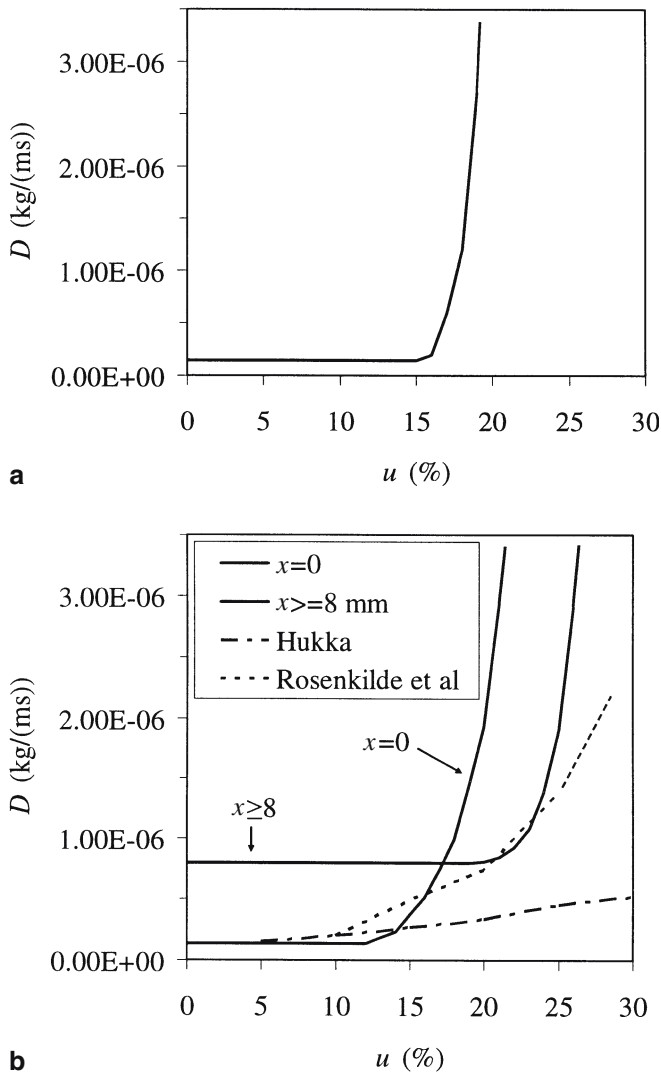 3.00E-06
2.00E-06
1.00E-06
0.00E+00
D (kg/(ms))
0 5 10 15 20 25 30
u (%)
a
x=0
x>=8 mm
Hukka
Rosenkilde et al
3.00E-06
2.00E-06
1.00E-06
0.00E+00
D (kg/(ms))
x=0
x≥8
0 5 10 15 20 25 30
u (%)
b